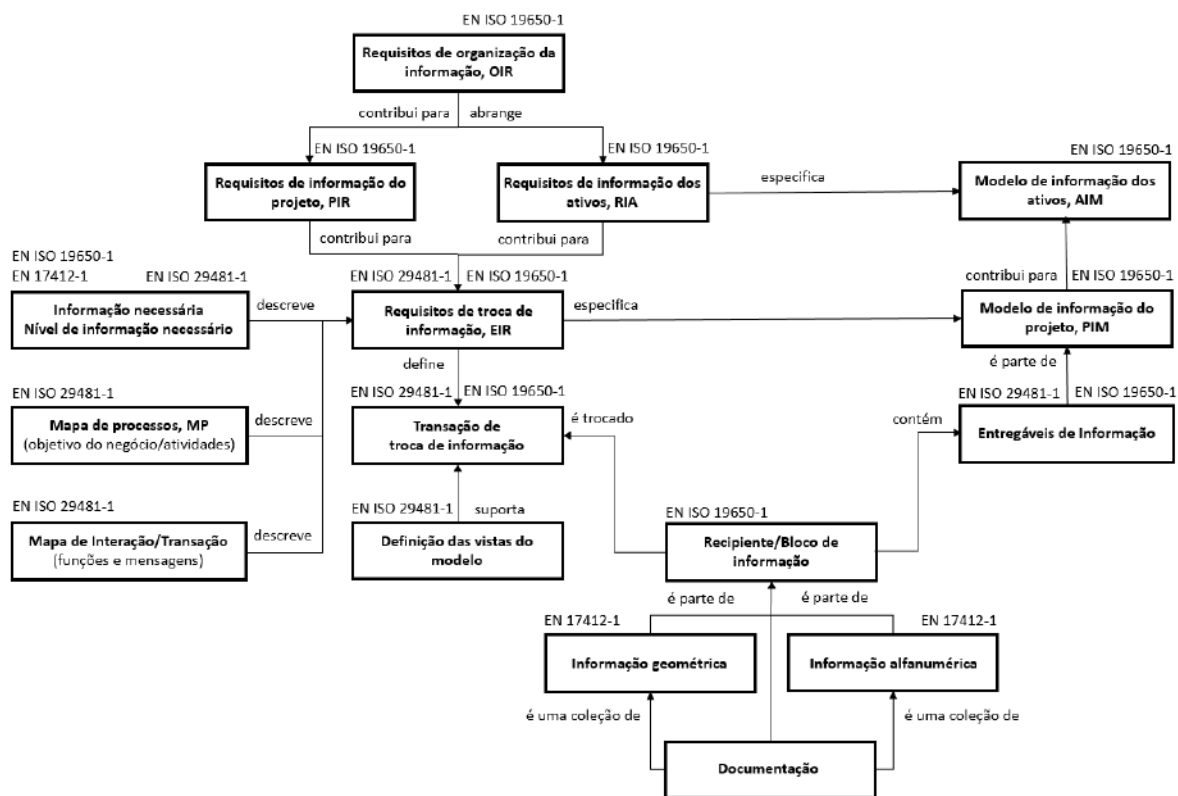 EN ISO 19650-1
Requisitos de organização da
informação, OIR
contribui para
abrange
EN ISO 19650-1
EN ISO 19650-1
EN ISO 19650-1
Requisitos de informação do
projeto, PIR
Requisitos de informação dos
ativos, RIA
especifica
Modelo de informação dos
ativos, AIM
contribui para
contribui para
EN ISO 19650-1
EN 17412-1
EN ISO 29481-1
EN ISO 29481-1
EN ISO 19650-1
contribui para
EN ISO 19650-1
Informação necessária
Nível de informação necessário
descreve
Requisitos de troca de
informação, EIR
especifica
Modelo de informação do
projeto, PIM
define
é parte de
EN ISO 29481-1
EN ISO 29481-1
EN ISO 19650-1
EN ISO 29481-1
EN ISO 19650-1
Mapa de processos, MP
(objetivo do negócio/atividades)
descreve
Transação de
troca de informação
é trocado
contém
Entregáveis de Informação
EN ISO 29481-1
EN ISO 29481-1
suporta
EN ISO 19650-1
Mapa de Interação/Transação
(funções e mensagens)
descreve
Definição das vistas do
modelo
Recipiente/Bloco de
informação
é parte de
é parte de
EN 17412-1
EN 17412-1
Informação geométrica
Informação alfanumérica
é uma coleção de
é uma coleção de
Documentação